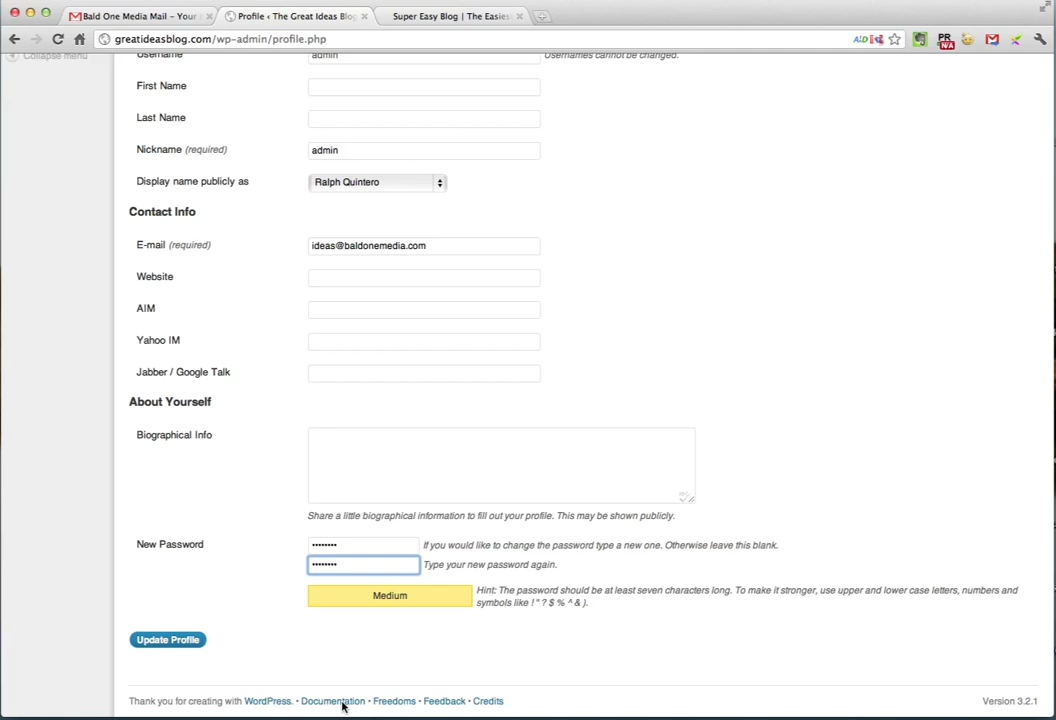 Bald One Media Mail – Your
Profile ‹ The Great Ideas Blog
Super Easy Blog | The Easiest
greatideasblog.com/wp-admin/profile.php
PR
N/A
Collapse menu
Username admin Usernames cannot be changed.
First Name
Last Name
Nickname (required) admin
Display name publicly as Ralph Quintero
Contact Info
E-mail (required) ideas@baldonemedia.com
Website
AIM
Yahoo IM
Jabber / Google Talk
About Yourself
Biographical Info
Share a little biographical information to fill out your profile. This may be shown publicly.
New Password •••••••• If you would like to change the password type a new one. Otherwise leave this blank.
•••••••• Type your new password again.
Medium
Hint: The password should be at least seven characters long. To make it stronger, use upper and lower case letters, numbers and
symbols like ! " ? $ % ^ & ).
Update Profile
Thank you for creating with WordPress. • Documentation • Freedoms • Feedback • Credits Version 3.2.1